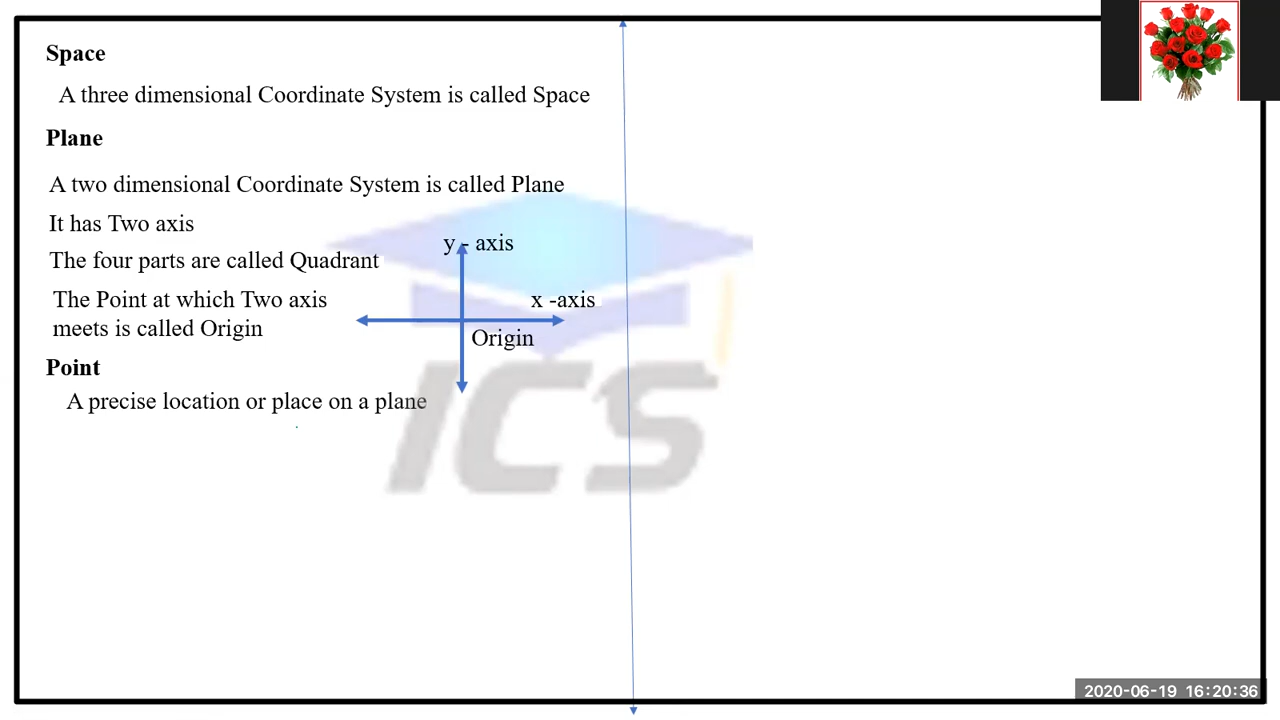 Space
A three dimensional Coordinate System is called Space
Plane
A two dimensional Coordinate System is called Plane
It has Two axis
The four parts are called Quadrant
The Point at which Two axis
meets is called Origin
y - axis
x -axis
Origin
Point
A precise location or place on a plane
ICS
2020-06-19 16:20:36